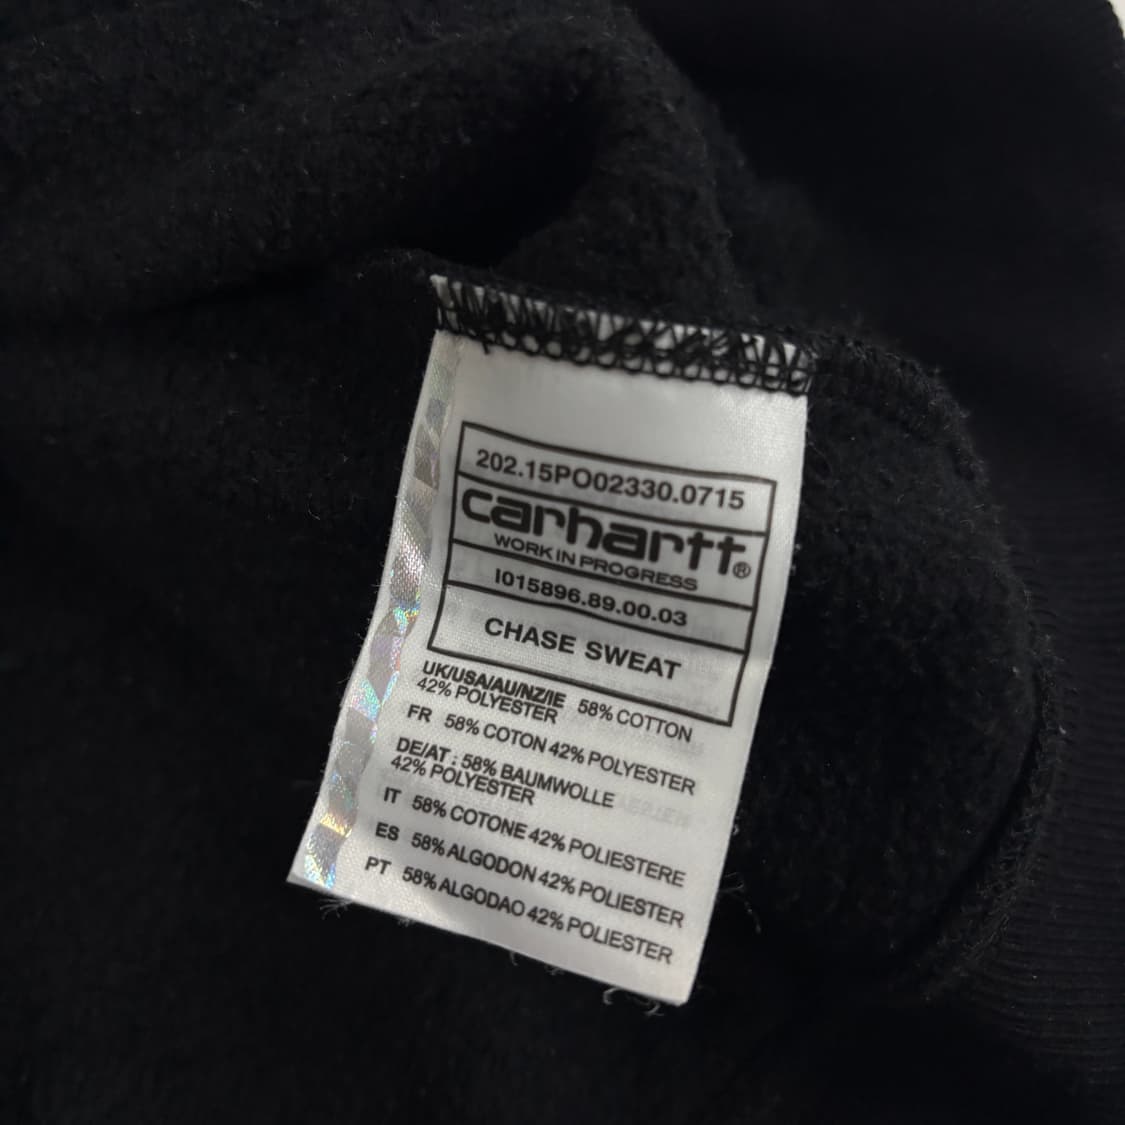 202.15PO02330.0715
carhartt®
WORK IN PROGRESS
I015896.89.00.03
CHASE SWEAT
UK/USA/AU/NZ/IE 58% COTTON
42% POLYESTER
FR 58% COTON 42% POLYESTER
DE/AT : 58% BAUMWOLLE
42% POLYESTER
IT 58% COTONE 42% POLIESTERE
ES 58% ALGODON 42% POLIESTER
PT 58% ALGODAO 42% POLIESTER